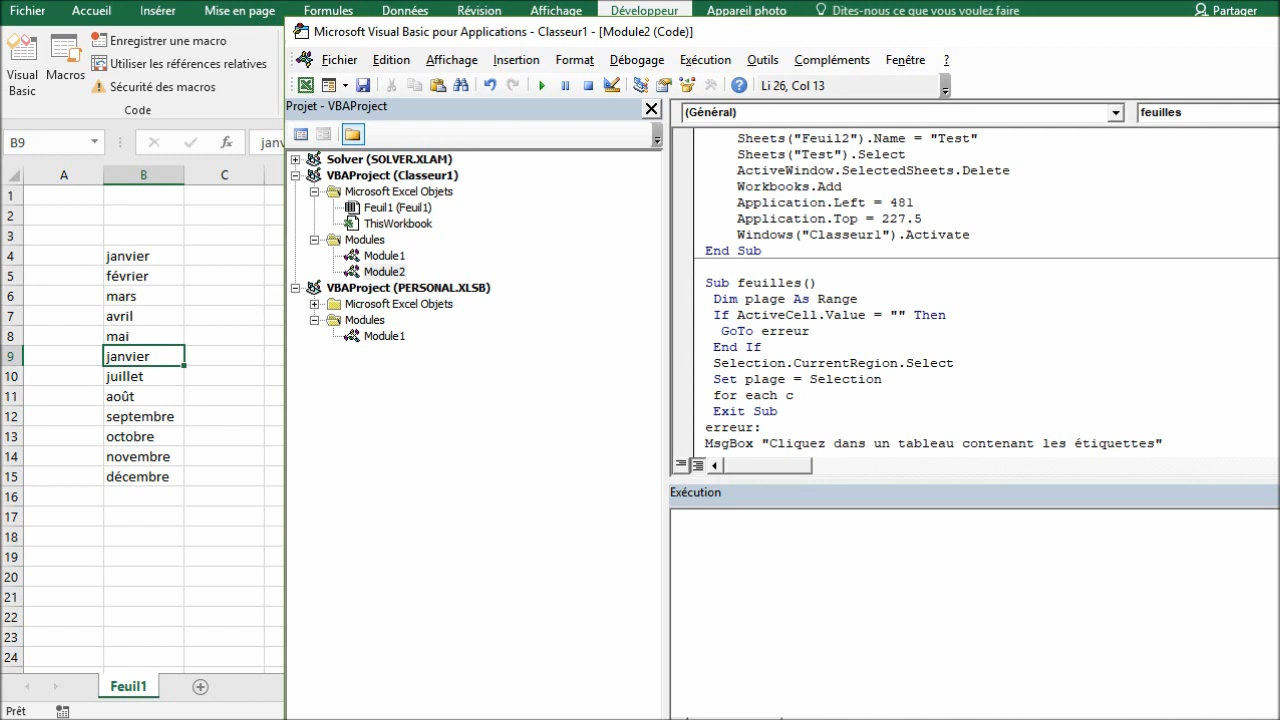 Fichier Accueil Insérer Mise en page Formules Données Révision Affichage Développeur Appareil photo Dites-nous ce que vous voulez faire Partager
Visual Basic
Macros
Enregistrer une macro
Utiliser les références relatives
Sécurité des macros
Code
B9
fx
janv
A B C
1
2
3
4 janvier
5 février
6 mars
7 avril
8 mai
9 janvier
10 juillet
11 août
12 septembre
13 octobre
14 novembre
15 décembre
16
17
18
19
20
21
22
23
24
Feuil1
Prêt
Microsoft Visual Basic pour Applications - Classeur1 - [Module2 (Code)]
Fichier Edition Affichage Insertion Format Débogage Exécution Outils Compléments Fenêtre ?
Li 26, Col 13
Projet - VBAProject
Solver (SOLVER.XLAM)
VBAProject (Classeur1)
Microsoft Excel Objets
Feuil1 (Feuil1)
ThisWorkbook
Modules
Module1
Module2
VBAProject (PERSONAL.XLSB)
Microsoft Excel Objets
Modules
Module1
(Général)
feuilles
Sheets("Feuil2").Name = "Test"
Sheets("Test").Select
ActiveWindow.SelectedSheets.Delete
Workbooks.Add
Application.Left = 481
Application.Top = 227.5
Windows("Classeur1").Activate
End Sub
Sub feuilles()
Dim plage As Range
If ActiveCell.Value = "" Then
GoTo erreur
End If
Selection.CurrentRegion.Select
Set plage = Selection
for each c
Exit Sub
erreur:
MsgBox "Cliquez dans un tableau contenant les étiquettes"
Exécution